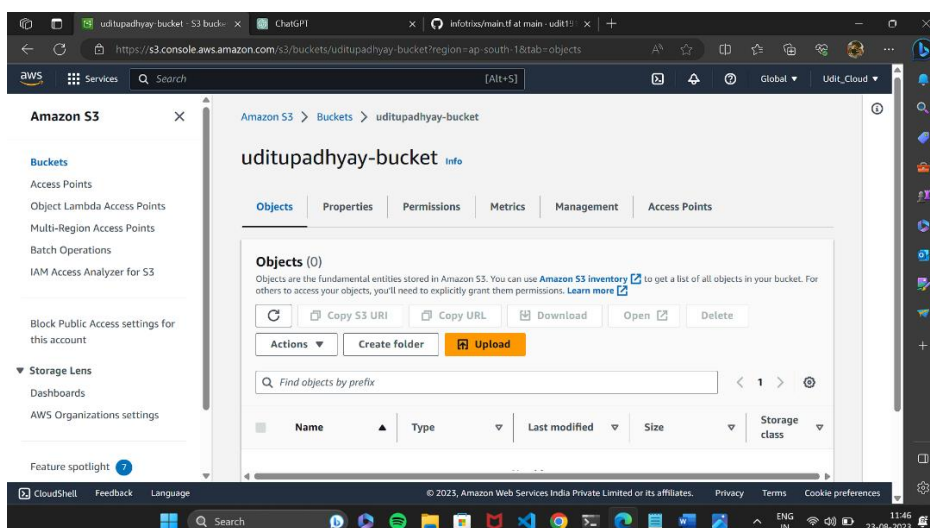 uditupadhyay-bucket - S3 bucke
ChatGPT
infotrixs/main.tf at main · udit191
https://s3.console.aws.amazon.com/s3/buckets/uditupadhyay-bucket?region=ap-south-1&tab=objects
aws
Services
Search
[Alt+S]
Global
Udit_Cloud
Amazon S3
Buckets
Access Points
Object Lambda Access Points
Multi-Region Access Points
Batch Operations
IAM Access Analyzer for S3
Block Public Access settings for
this account
Storage Lens
Dashboards
AWS Organizations settings
Feature spotlight 7
Amazon S3 > Buckets > uditupadhyay-bucket
uditupadhyay-bucket Info
Objects Properties Permissions Metrics Management Access Points
Objects (0)
Objects are the fundamental entities stored in Amazon S3. You can use Amazon S3 inventory to get a list of all objects in your bucket. For
others to access your objects, you'll need to explicitly grant them permissions. Learn more
Copy S3 URI Copy URL Download Open Delete
Actions Create folder Upload
Find objects by prefix
< 1 >
Name Type Last modified Size Storage class
CloudShell Feedback Language
© 2023, Amazon Web Services India Private Limited or its affiliates. Privacy Terms Cookie preferences
Search
ENG
IN
11:46
23-08-2023